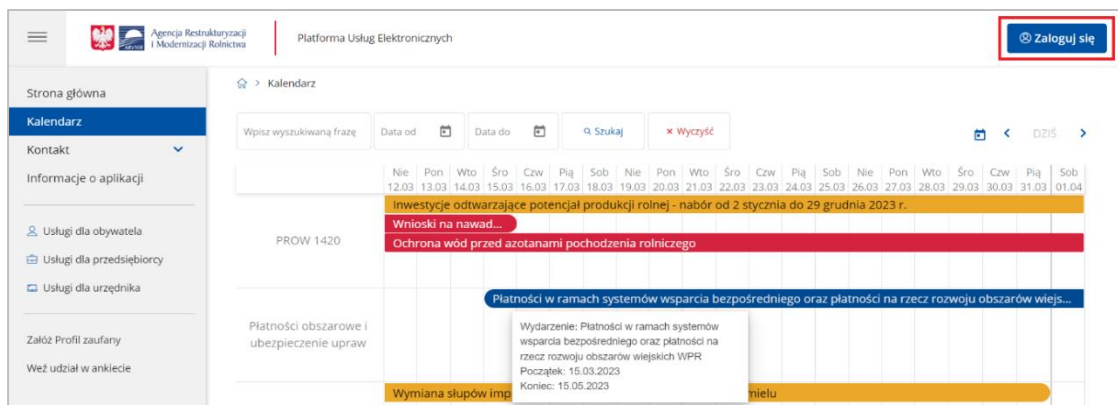 Agencja Restrukturyzacji
i Modernizacji Rolnictwa
Platforma Usług Elektronicznych
Zaloguj się
Strona główna
Kalendarz
Kontakt
Informacje o aplikacji
Usługi dla obywatela
Usługi dla przedsiębiorcy
Usługi dla urzędnika
Załóż Profil zaufany
Weź udział w ankiecie
> Kalendarz
Wpisz wyszukiwaną frazę Data od Data do Szukaj × Wyczyść
DZIŚ
Nie Pon Wto Śro Czw Pią Sob Nie Pon Wto Śro Czw Pią Sob Nie Pon Wto Śro Czw Pią Sob
12.03 13.03 14.03 15.03 16.03 17.03 18.03 19.03 20.03 21.03 22.03 23.03 24.03 25.03 26.03 27.03 28.03 29.03 30.03 31.03 01.04
PROW 1420
Inwestycje odtwarzające potencjał produkcji rolnej - nabór od 2 stycznia do 29 grudnia 2023 r.
Wnioski na nawad...
Ochrona wód przed azotanami pochodzenia rolniczego
Płatności obszarowe i
ubezpieczenie upraw
Płatności w ramach systemów wsparcia bezpośredniego oraz płatności na rzecz rozwoju obszarów wiejs...
Wydarzenie: Płatności w ramach systemów
wsparcia bezpośredniego oraz płatności na
rzecz rozwoju obszarów wiejskich WPR
Początek: 15.03.2023
Koniec: 15.05.2023
Wymiana słupów imp
mielu